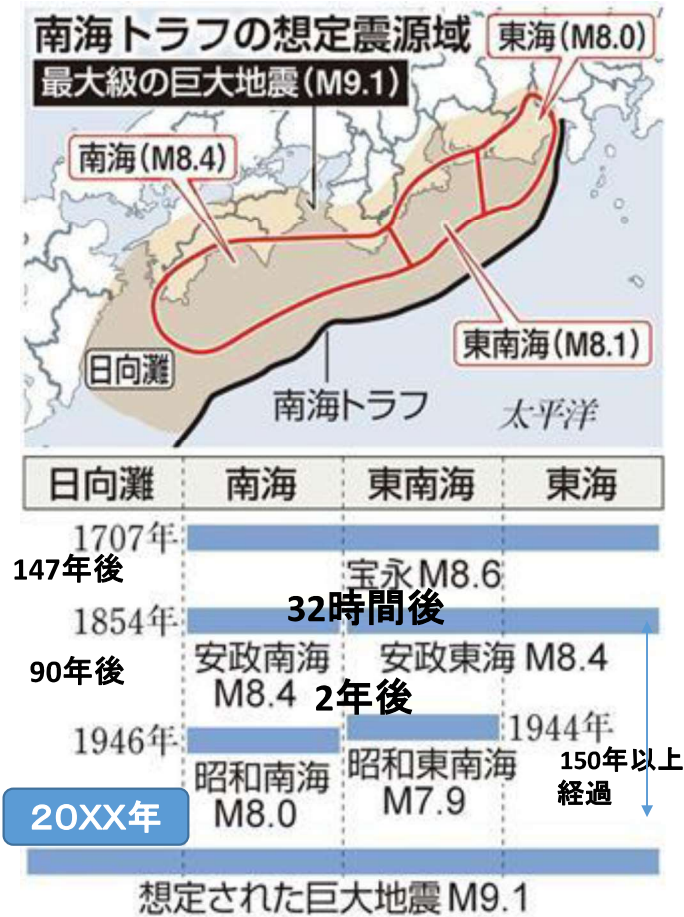 南海トラフの想定震源域
東海(M8.0)
最大級の巨大地震(M9.1)
南海(M8.4)
東南海(M8.1)
日向灘
南海トラフ
太平洋
日向灘 南海 東南海 東海
1707年
147年後
宝永M8.6
32時間後
1854年
安政南海
M8.4
安政東海 M8.4
90年後
2年後
1944年
1946年
150年以上
経過
昭和南海
M8.0
昭和東南海
M7.9
20XX年
想定された巨大地震M9.1